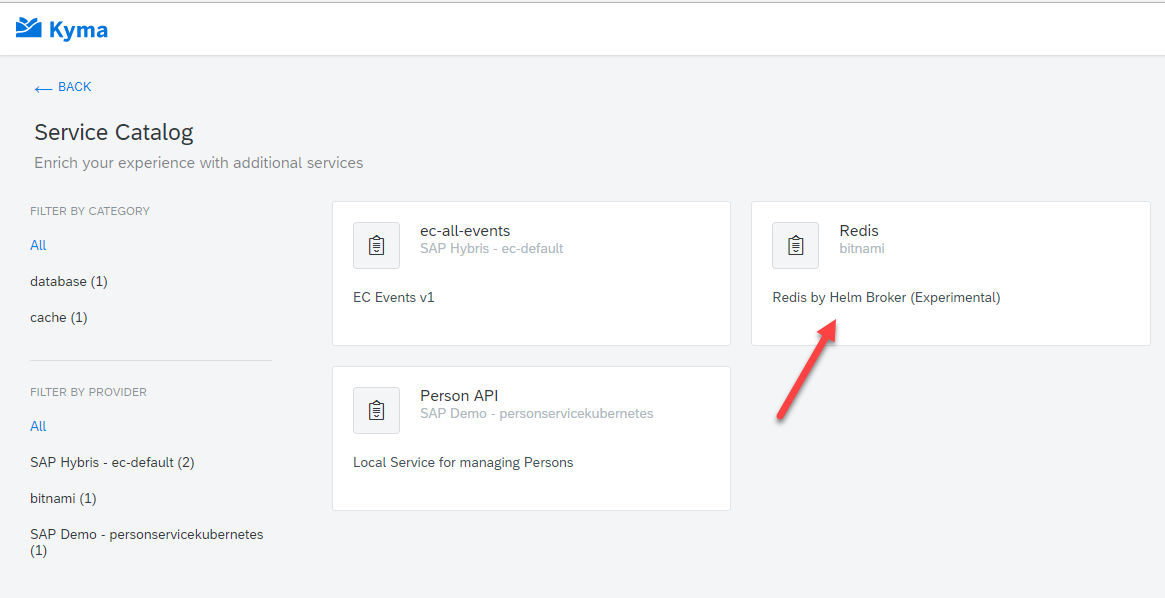 Kyma
BACK
Service Catalog
Enrich your experience with additional services
FILTER BY CATEGORY
All
database (1)
cache (1)
FILTER BY PROVIDER
All
SAP Hybris - ec-default (2)
bitnami (1)
SAP Demo - personservicekubernetes
(1)
ec-all-events
SAP Hybris - ec-default
EC Events v1
Redis
bitnami
Redis by Helm Broker (Experimental)
Person API
SAP Demo - personservicekubernetes
Local Service for managing Persons